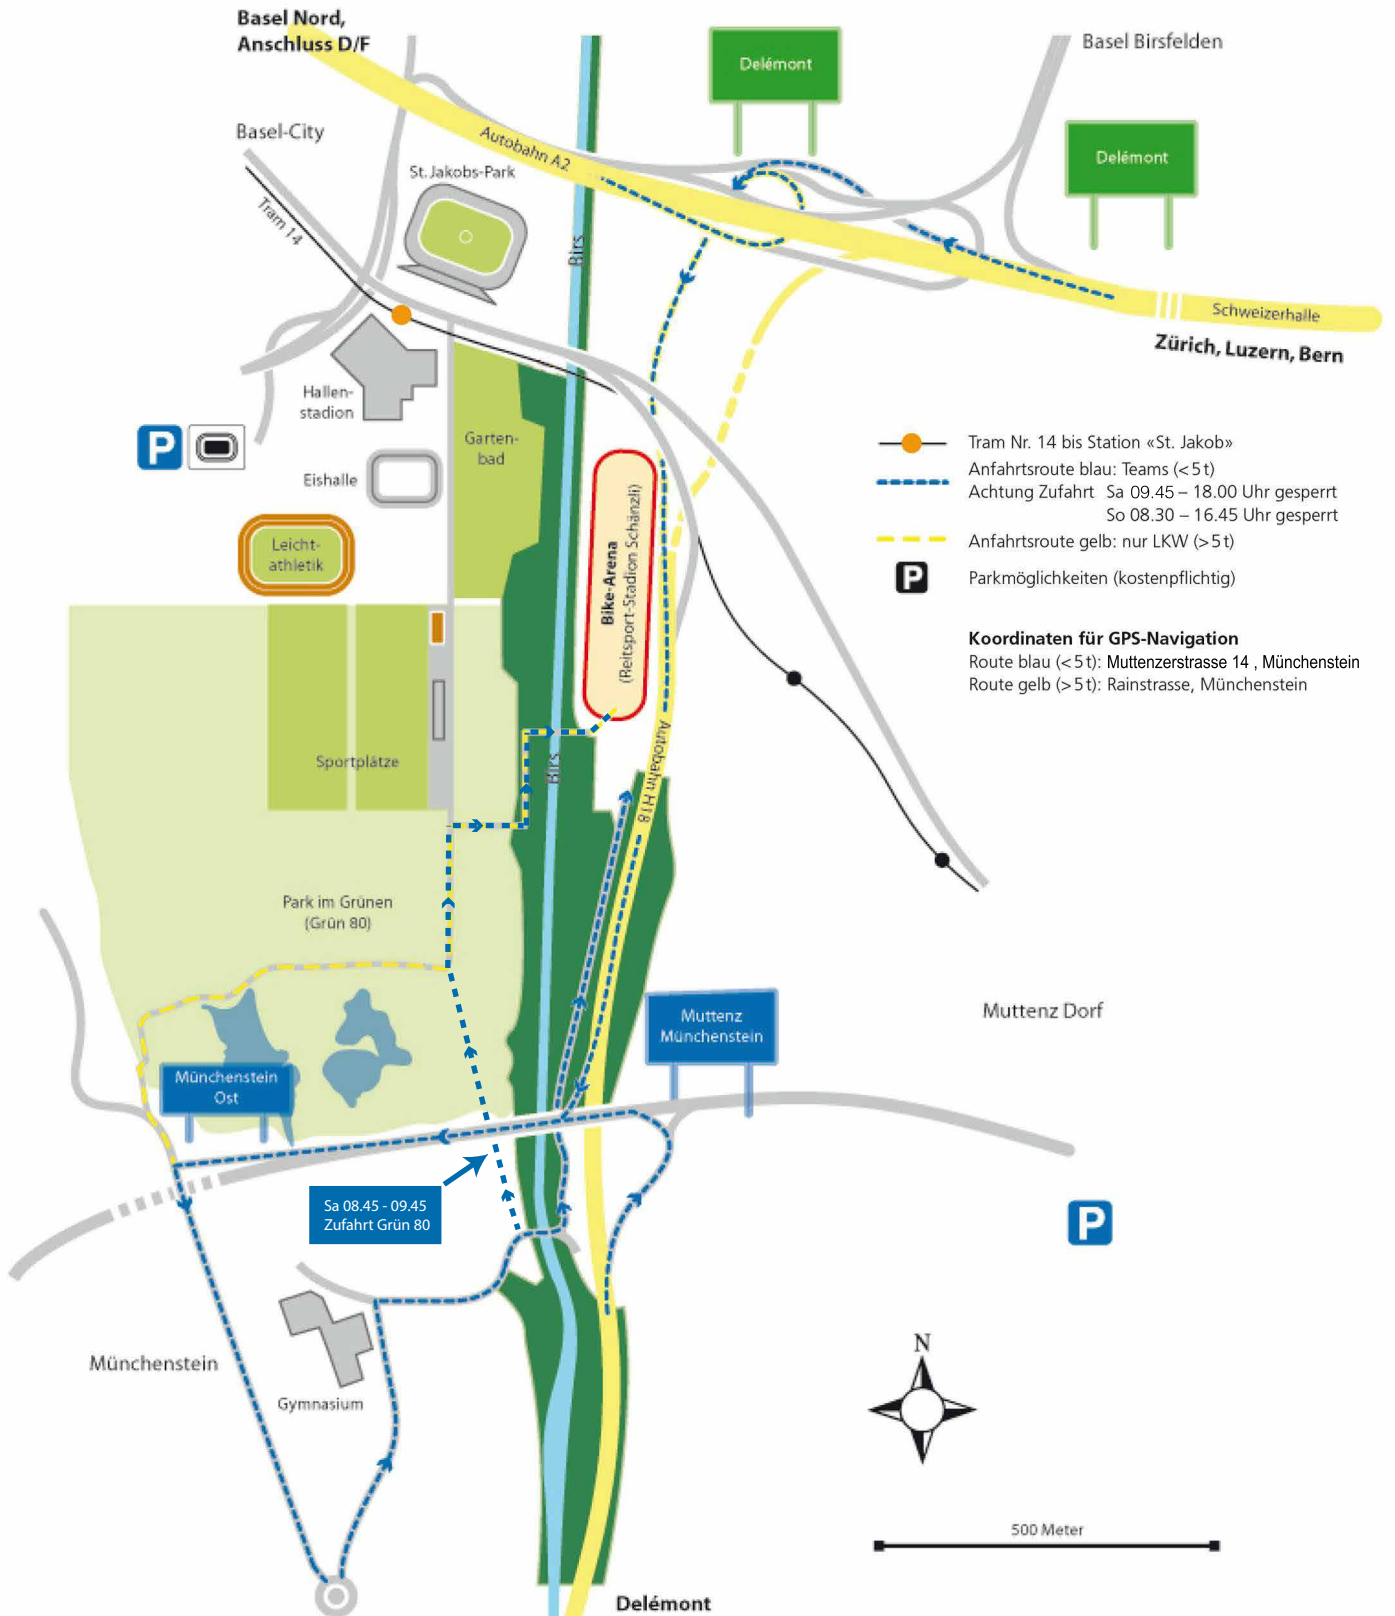 Basel Nord,
Anschluss D/F
Delémont
Basel Birsfelden
Basel-City
Autobahn A2
Delémont
St. Jakobs-Park
Tram 14
Birs
Schweizerhalle
Zürich, Luzern, Bern
Hallen-
stadion
P
Garten-
bad
Eishalle
Tram Nr. 14 bis Station «St. Jakob»
Anfahrtsroute blau: Teams (<5t)
Achtung Zufahrt Sa 09.45 – 18.00 Uhr gesperrt
So 08.30 – 16.45 Uhr gesperrt
Anfahrtsroute gelb: nur LKW (>5t)
P
Parkmöglichkeiten (kostenpflichtig)
Leicht-
athletik
Bike-Arena
(Reitsport-Stadion Schänzli)
Koordinaten für GPS-Navigation
Route blau (<5t): Muttenzerstrasse 14 , Münchenstein
Route gelb (>5t): Rainstrasse, Münchenstein
Sportplätze
Birs
Autobahn H18
Park im Grünen
(Grün 80)
Muttenz
Münchenstein
Muttenz Dorf
Münchenstein
Ost
Sa 08.45 - 09.45
Zufahrt Grün 80
P
Münchenstein
Gymnasium
N
500 Meter
Delémont